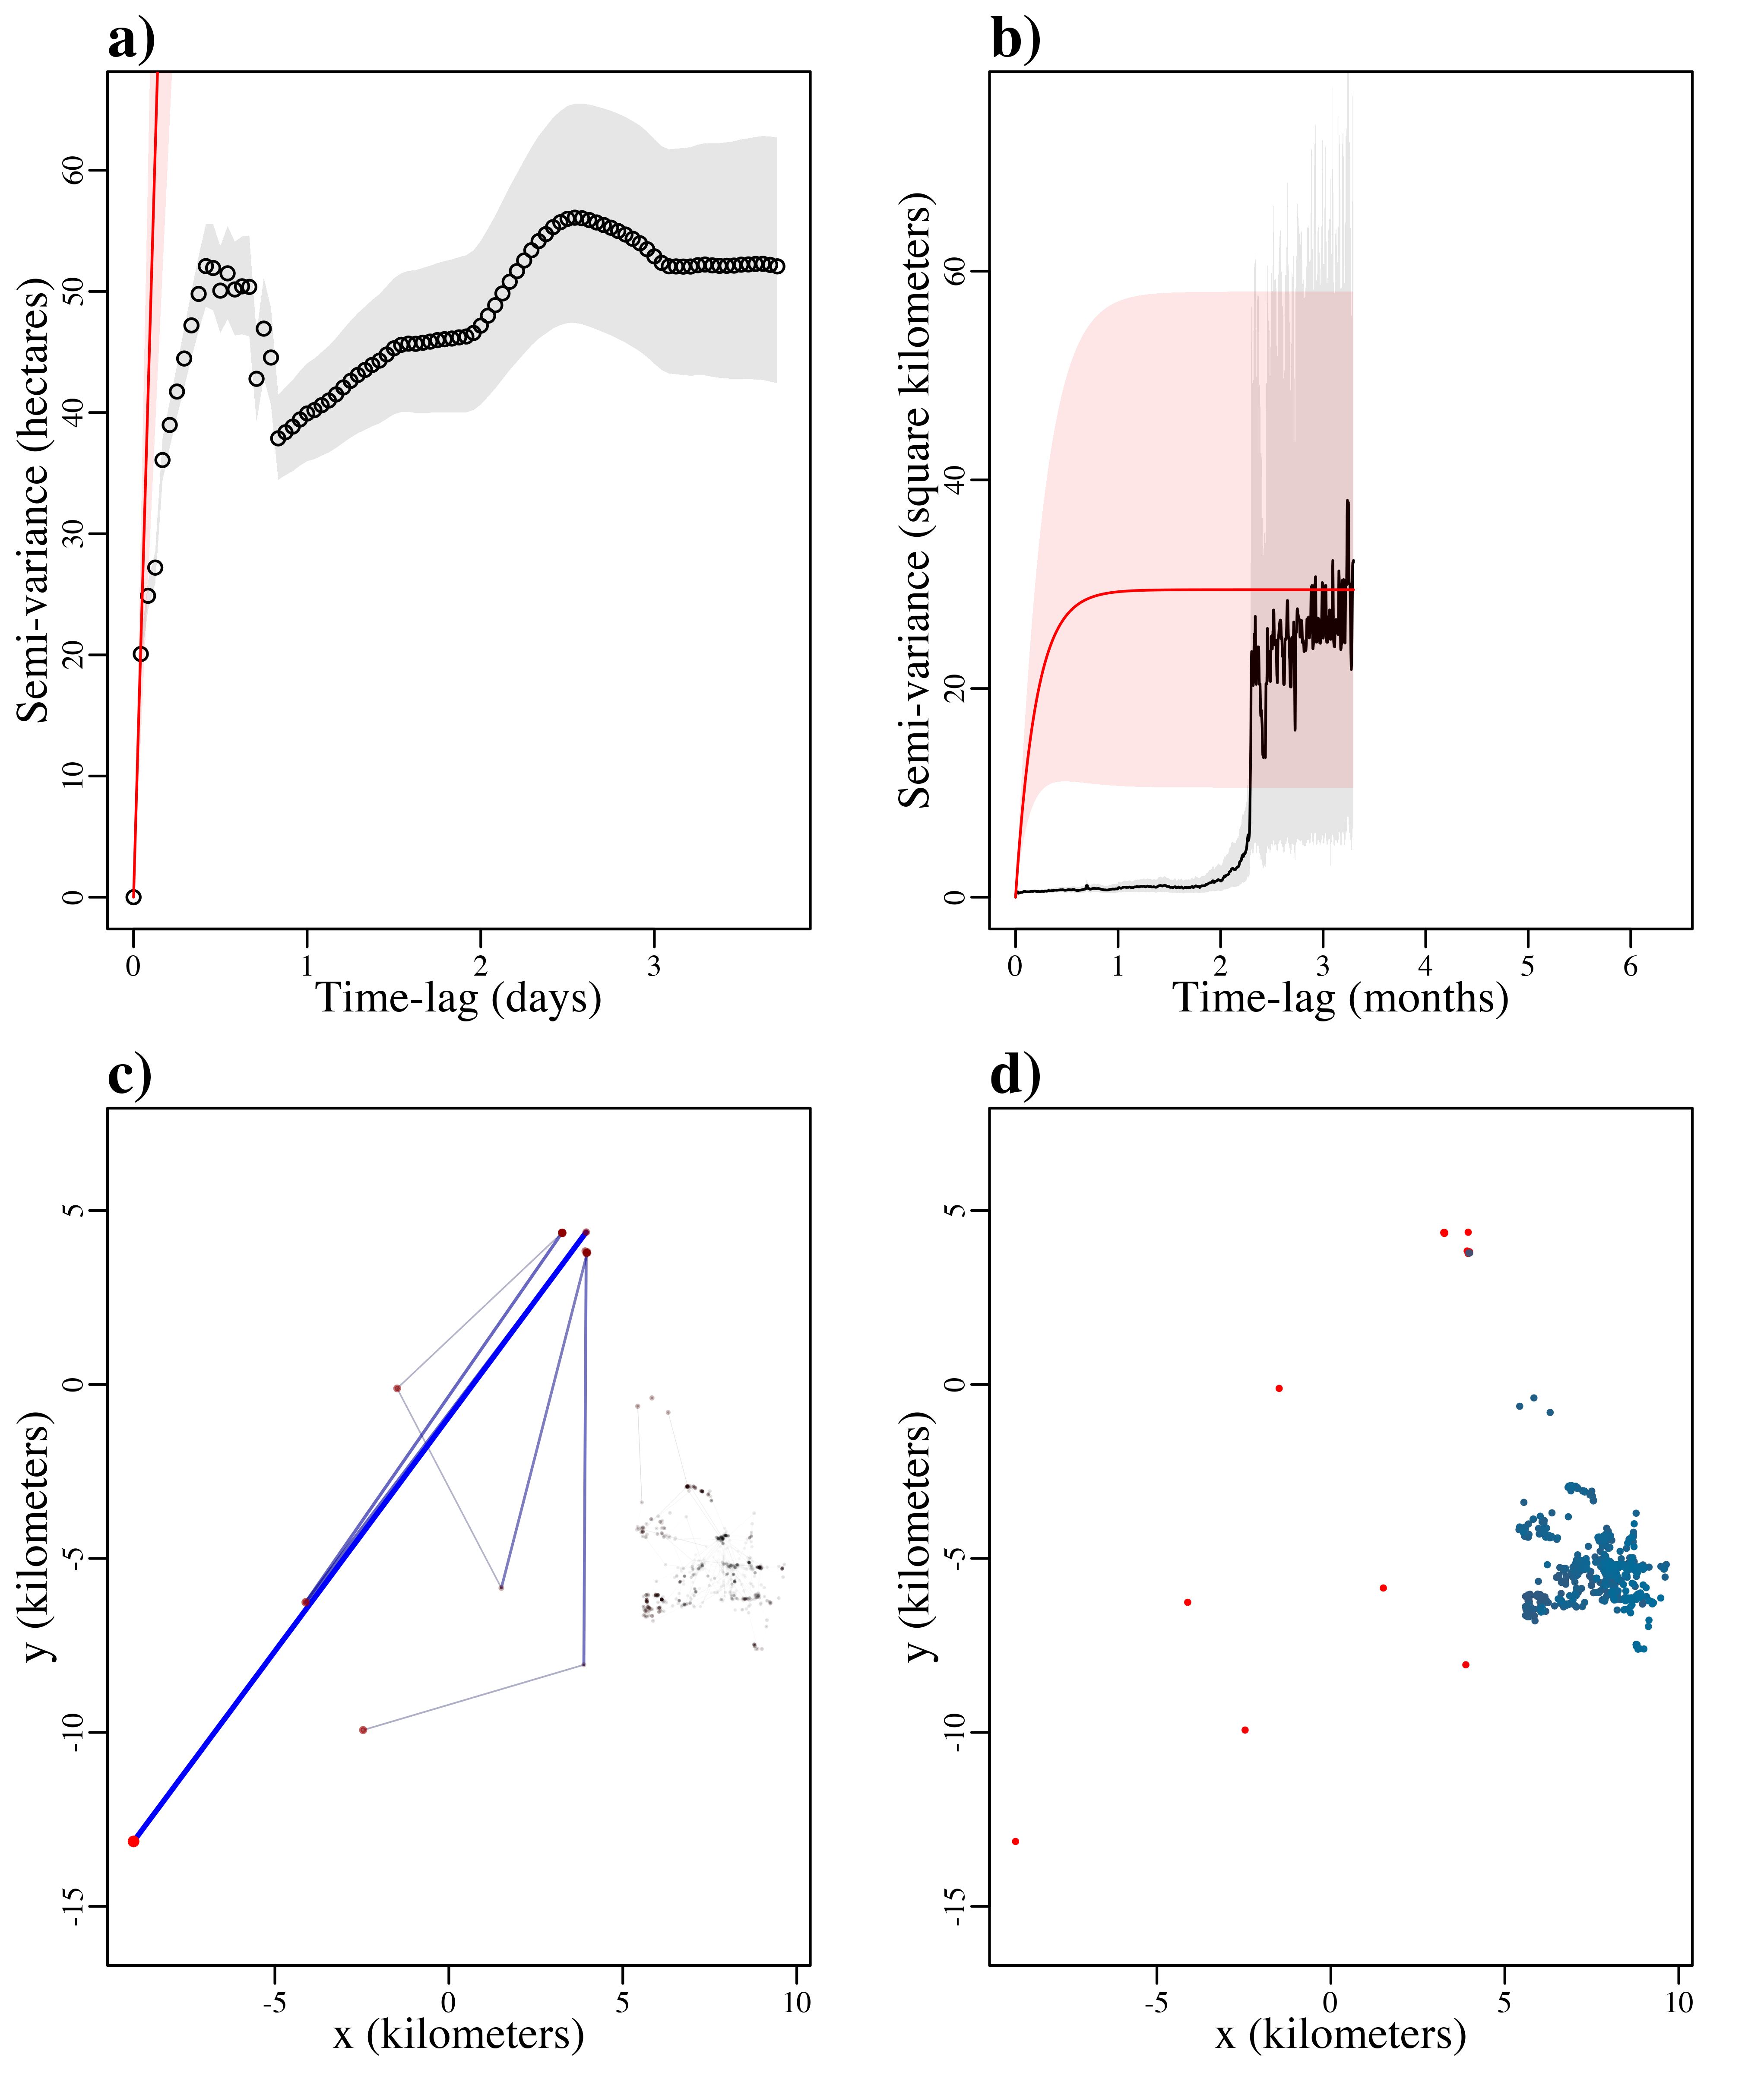 a)
Semi-variance (hectares)
60
50
40
30
20
10
0
0 1 2 3
Time-lag (days)
b)
Semi-variance (square kilometers)
60
40
20
0
0 1 2 3 4 5 6
Time-lag (months)
c)
y (kilometers)
5
0
-5
-10
-15
-5 0 5 10
x (kilometers)
d)
y (kilometers)
5
0
-5
-10
-15
-5 0 5 10
x (kilometers)